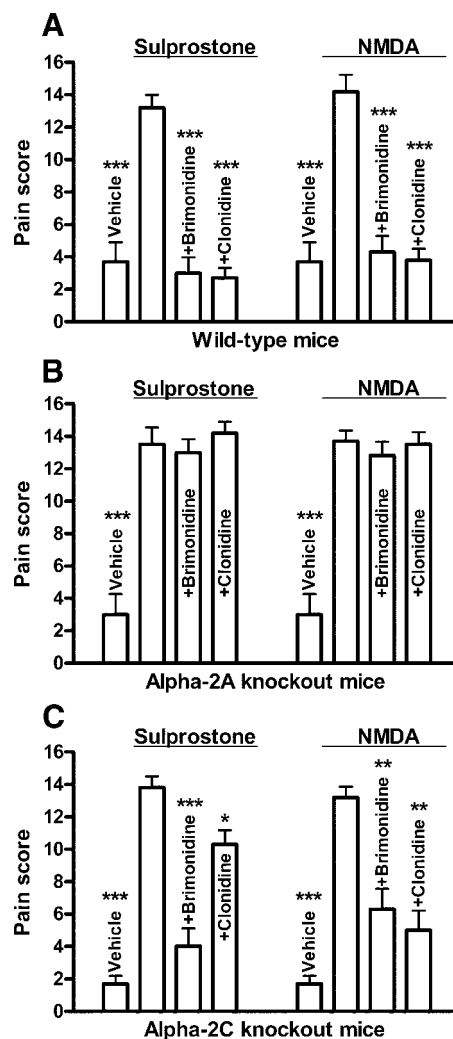 A
Sulprostone NMDA
Pain score
16
14
12
10
8
6
4
2
0
*** Vehicle
*** +Brimonidine
*** +Clonidine
*** Vehicle
*** +Brimonidine
*** +Clonidine
Wild-type mice
B
Sulprostone NMDA
Pain score
16
14
12
10
8
6
4
2
0
*** Vehicle
+Brimonidine
+Clonidine
*** Vehicle
+Brimonidine
+Clonidine
Alpha-2A knockout mice
C
Sulprostone NMDA
Pain score
16
14
12
10
8
6
4
2
0
*** Vehicle
*** +Brimonidine
* +Clonidine
*** Vehicle
** +Brimonidine
** +Clonidine
Alpha-2C knockout mice